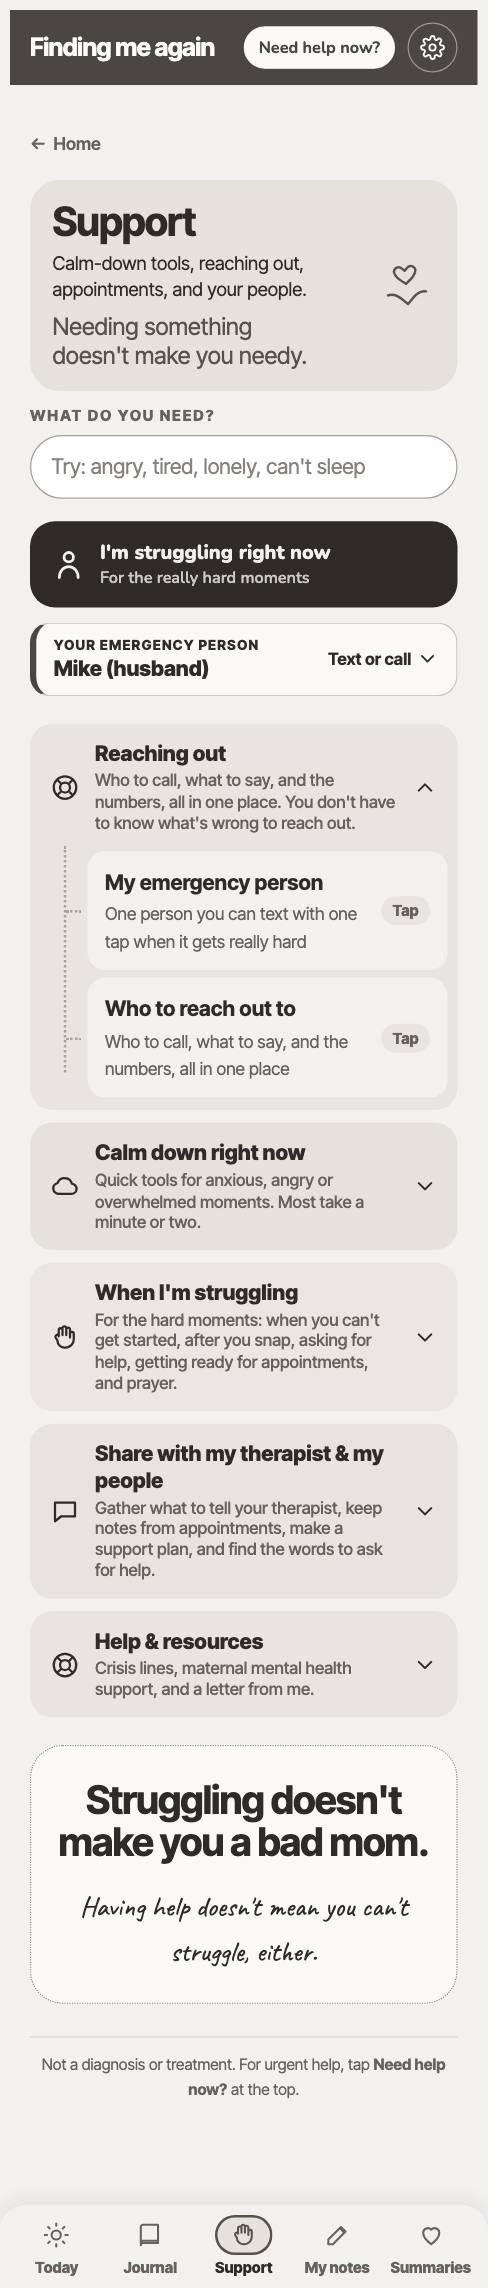 Finding me again
Need help now?
← Home
Support
Calm-down tools, reaching out,
appointments, and your people.
Needing something
doesn't make you needy.
WHAT DO YOU NEED?
Try: angry, tired, lonely, can't sleep
I'm struggling right now
For the really hard moments
YOUR EMERGENCY PERSON
Mike (husband)
Text or call
Reaching out
Who to call, what to say, and the
numbers, all in one place. You don't have
to know what's wrong to reach out.
My emergency person
One person you can text with one
tap when it gets really hard
Tap
Who to reach out to
Who to call, what to say, and the
numbers, all in one place
Tap
Calm down right now
Quick tools for anxious, angry or
overwhelmed moments. Most take a
minute or two.
When I'm struggling
For the hard moments: when you can't
get started, after you snap, asking for
help, getting ready for appointments,
and prayer.
Share with my therapist & my
people
Gather what to tell your therapist, keep
notes from appointments, make a
support plan, and find the words to ask
for help.
Help & resources
Crisis lines, maternal mental health
support, and a letter from me.
Struggling doesn't
make you a bad mom.
Having help doesn't mean you can't
struggle, either.
Not a diagnosis or treatment. For urgent help, tap Need help
now? at the top.
Today
Journal
Support
My notes
Summaries